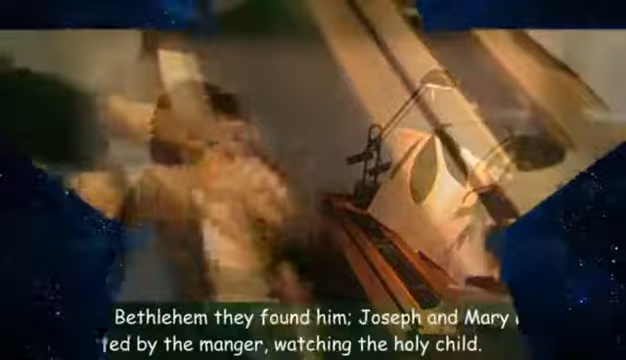 Bethlehem they found him; Joseph and Mary
by the manger, watching the holy child.